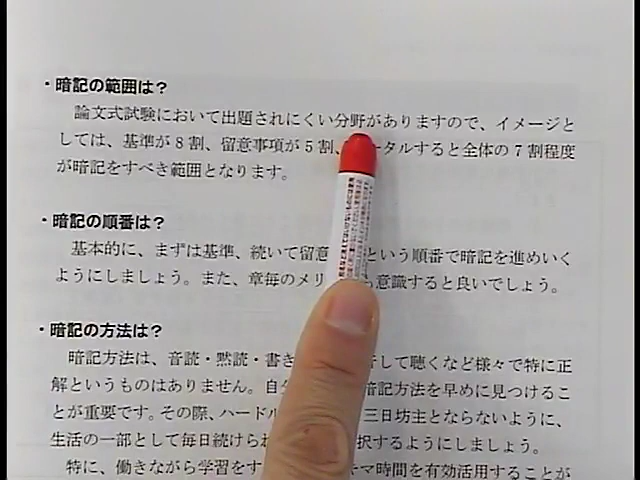 ・暗記の範囲は？
論文式試験において出題されにくい分野がありますので、イメージと
しては、基準が8割、留意事項が5割、 タルすると全体の7割程度
が暗記をすべき範囲となります。
・暗記の順番は？
基本的に、まずは基準、続いて留意 という順番で暗記を進めいく
ようにしましょう。また、章毎のメリ も意識すると良いでしょう。
・暗記の方法は？
暗記方法は、音読・黙読・書き して聴くなど様々で特に正
解というものはありません。自 暗記方法を早めに見つけるこ
とが重要です。その際、ハードル 三日坊主とならないように、
生活の一部として毎日続けられ 択するようにしましょう。
特に、働きながら学習をす マ時間を有効活用することが